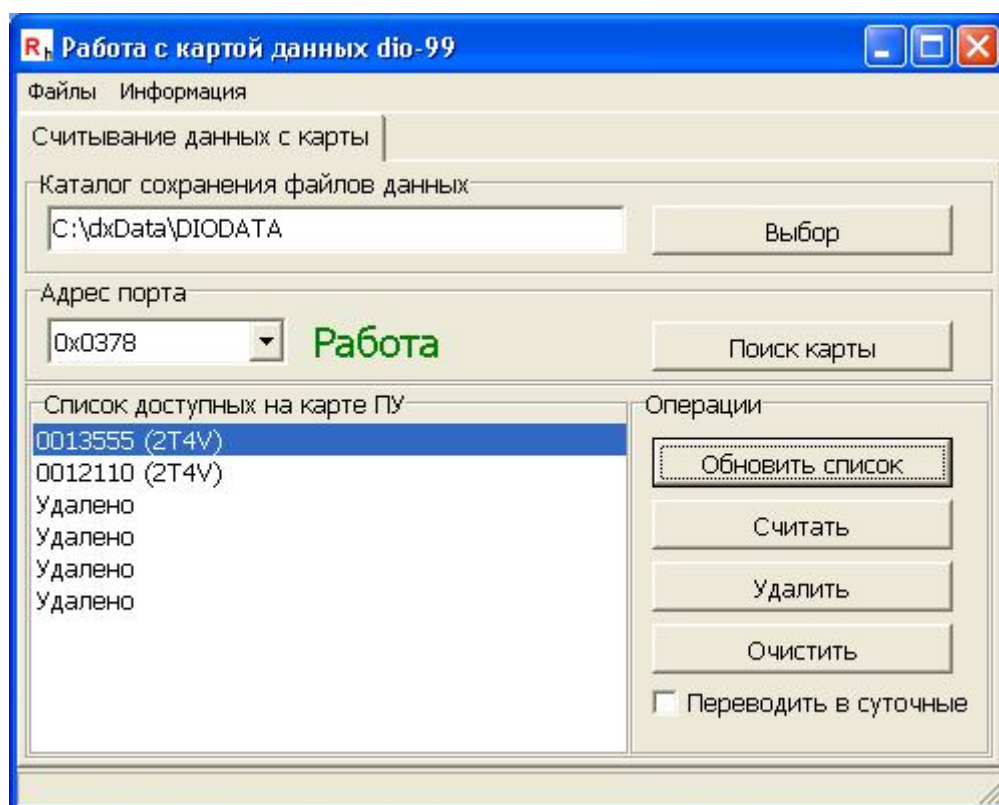 Rh Работа с картой данных dio-99
Файлы Информация
Считывание данных с карты
Каталог сохранения файлов данных
C:\dxData\DIODATA
Выбор
Адрес порта
0x0378
Работа
Поиск карты
Список доступных на карте ПУ
0013555 (2T4V)
0012110 (2T4V)
Удалено
Удалено
Удалено
Удалено
Операции
Обновить список
Считать
Удалить
Очистить
Переводить в суточные